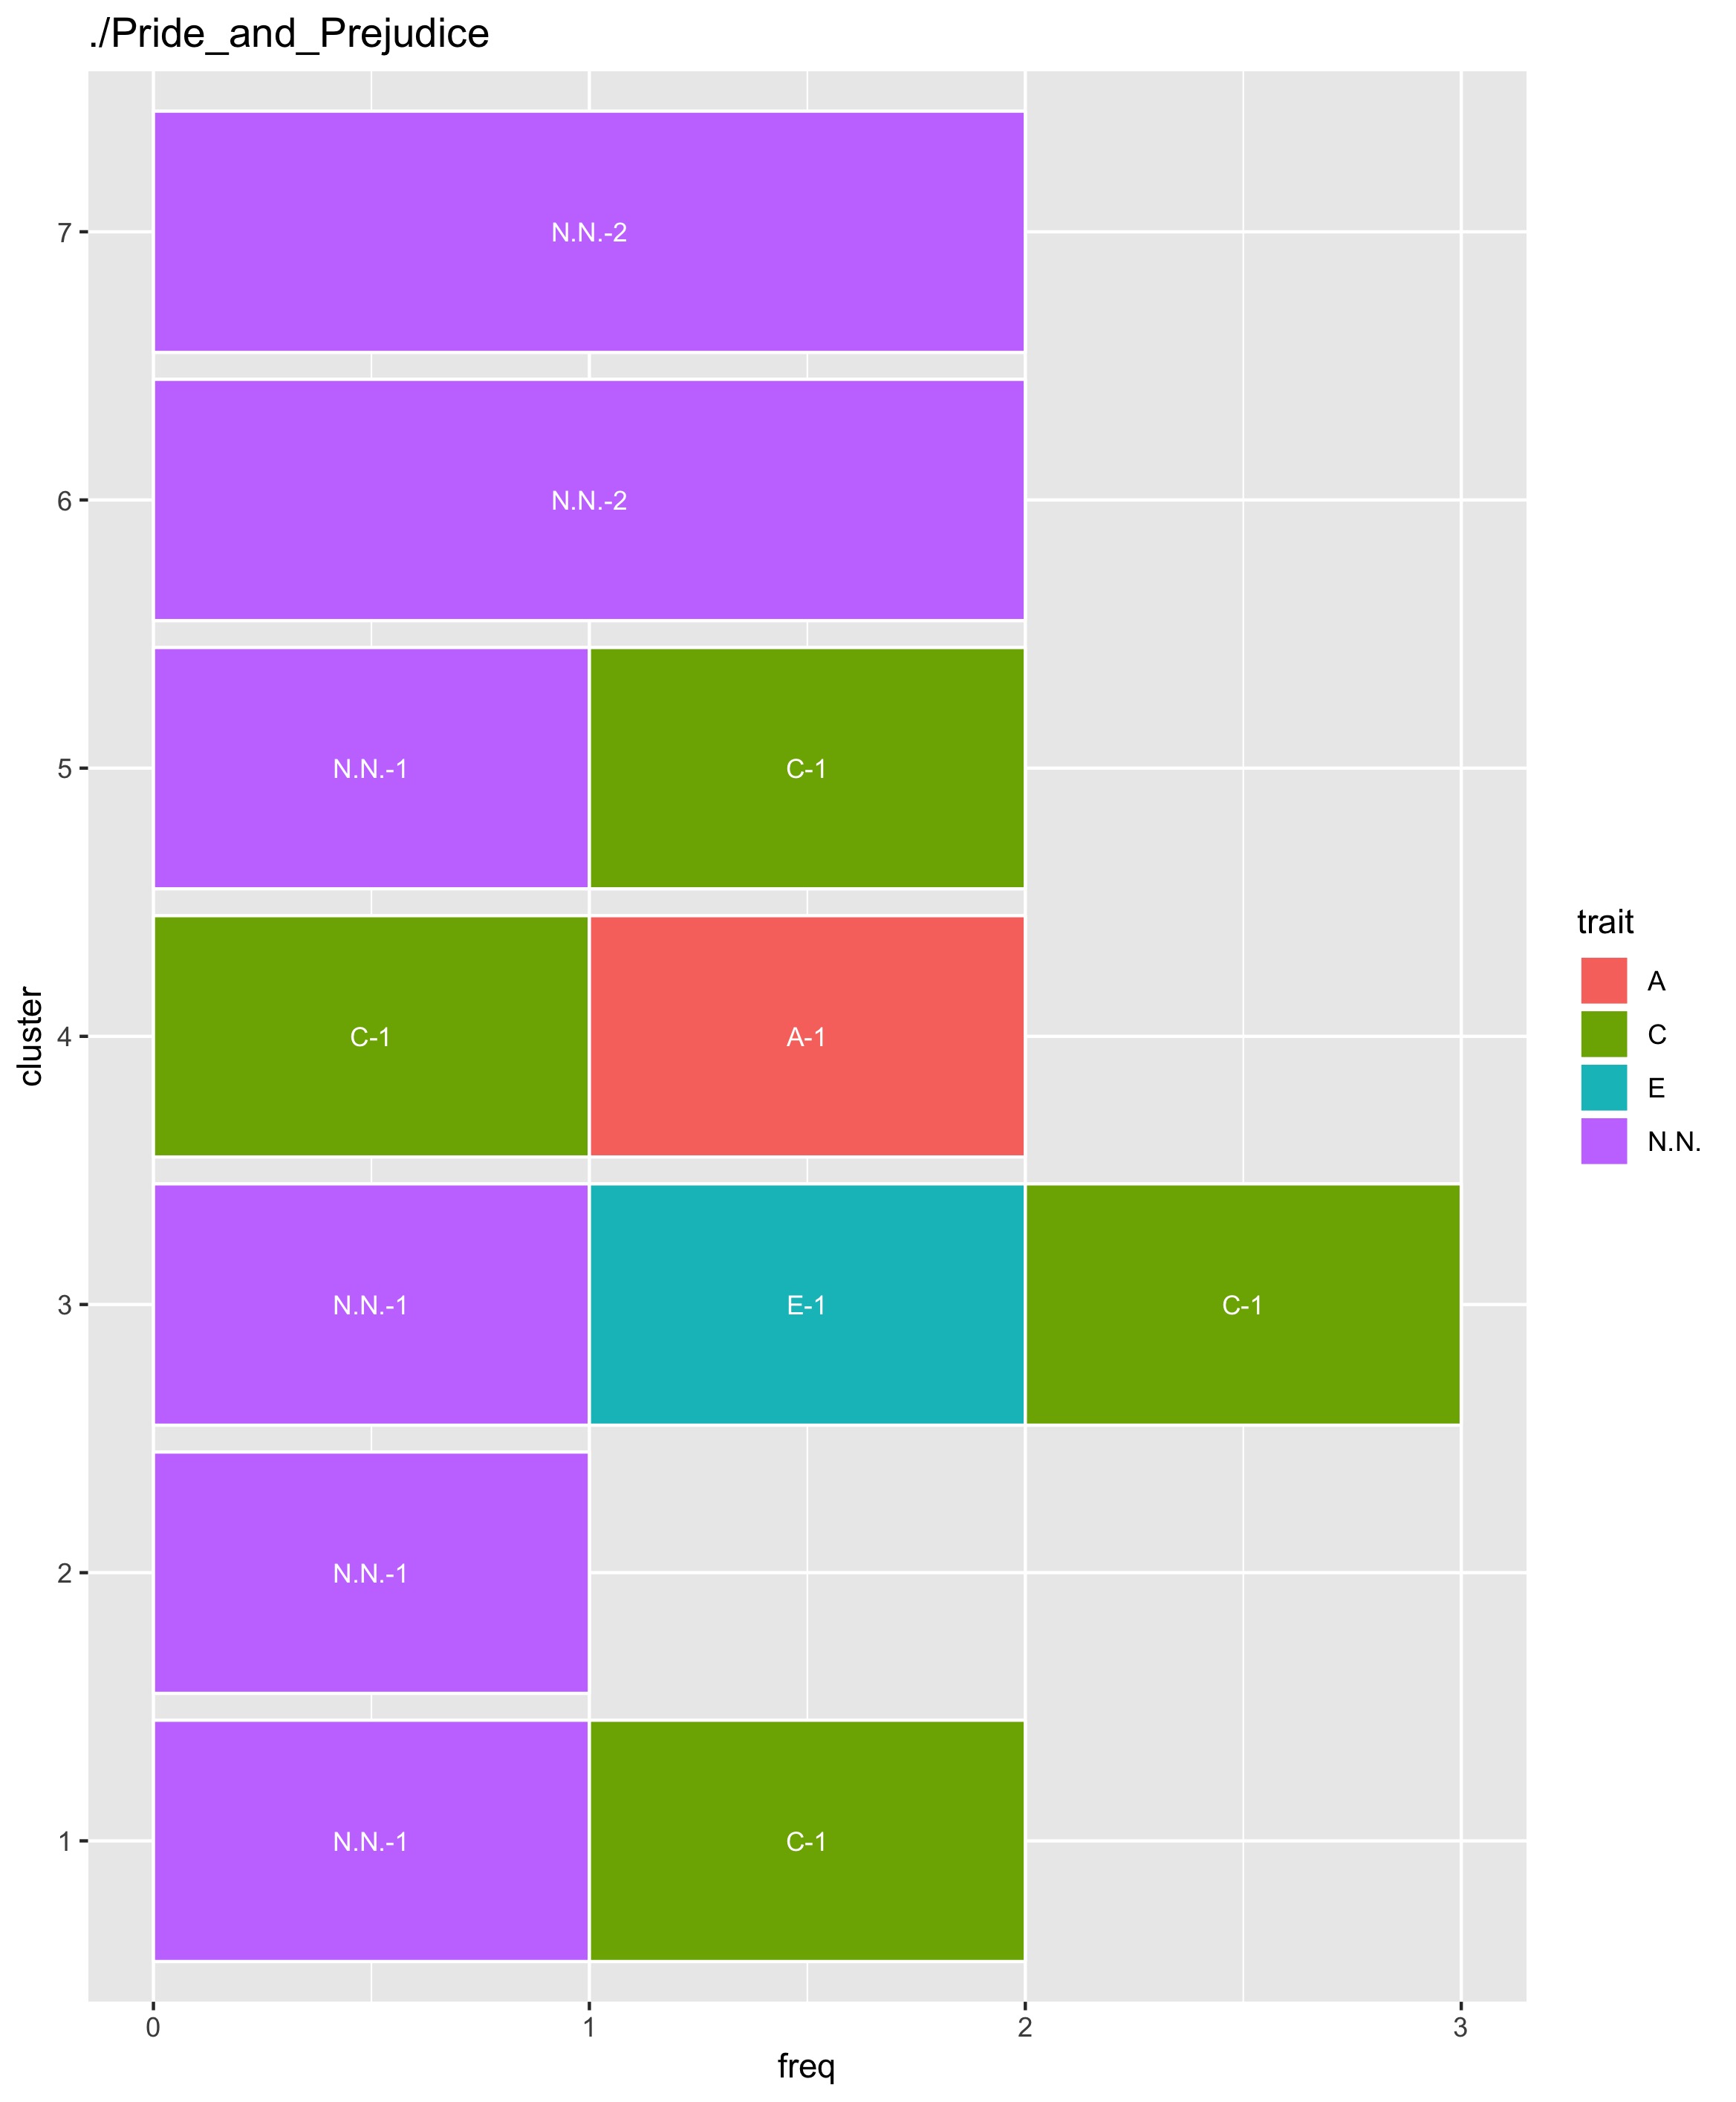 ./Pride_and_Prejudice
7
N.N.-2
6
N.N.-2
5
N.N.-1
C-1
4
C-1
A-1
3
N.N.-1
E-1
C-1
2
N.N.-1
1
N.N.-1
C-1
0
1
2
3
freq
cluster
trait
A
C
E
N.N.